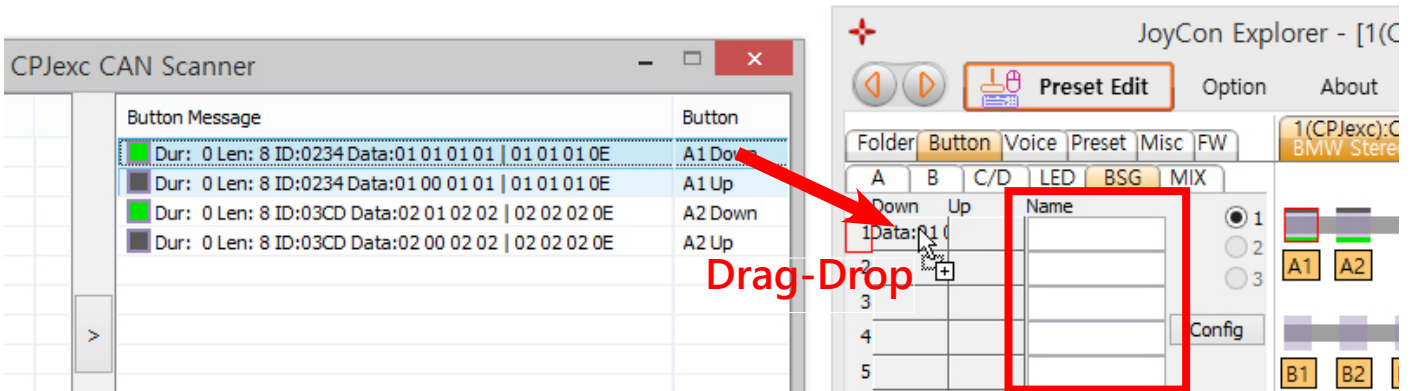 CPJexc CAN Scanner
Button Message Button
Dur: 0 Len: 8 ID:0234 Data:01 01 01 01 | 01 01 01 0E A1 Down
Dur: 0 Len: 8 ID:0234 Data:01 00 01 01 | 01 01 01 0E A1 Up
Dur: 0 Len: 8 ID:03CD Data:02 01 02 02 | 02 02 02 0E A2 Down
Dur: 0 Len: 8 ID:03CD Data:02 00 02 02 | 02 02 02 0E A2 Up
>
Drag-Drop
JoyCon Explorer - [1(C
Preset Edit Option About
Folder Button Voice Preset Misc FW
A B C/D LED BSG MIX
Down Up Name
1 Data:01 0
2
3
4
5
1
2
3
Config
1(CPJexc):C
BMW Stere
A1 A2
B1 B2